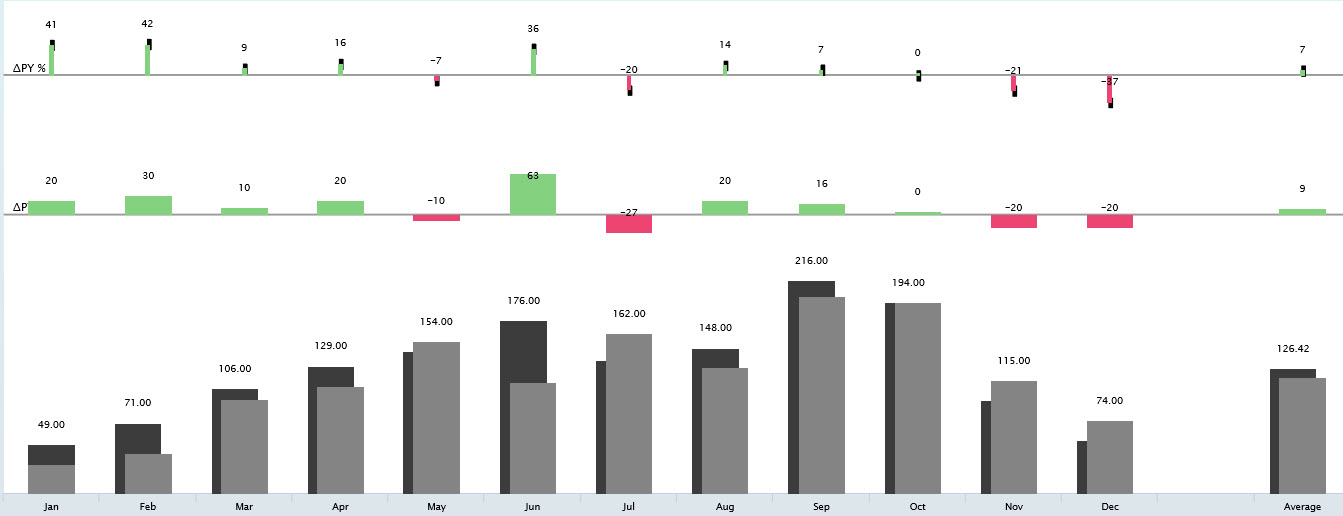 41 42 9 16 -7 36 -20 14 7 0 -21 -37 7
ΔPY %
20 30 10 20 -10 63 -27 20 16 0 -20 -20 9
ΔP
49.00 71.00 106.00 129.00 154.00 176.00 162.00 148.00 216.00 194.00 115.00 74.00 126.42
Jan Feb Mar Apr May Jun Jul Aug Sep Oct Nov Dec Average